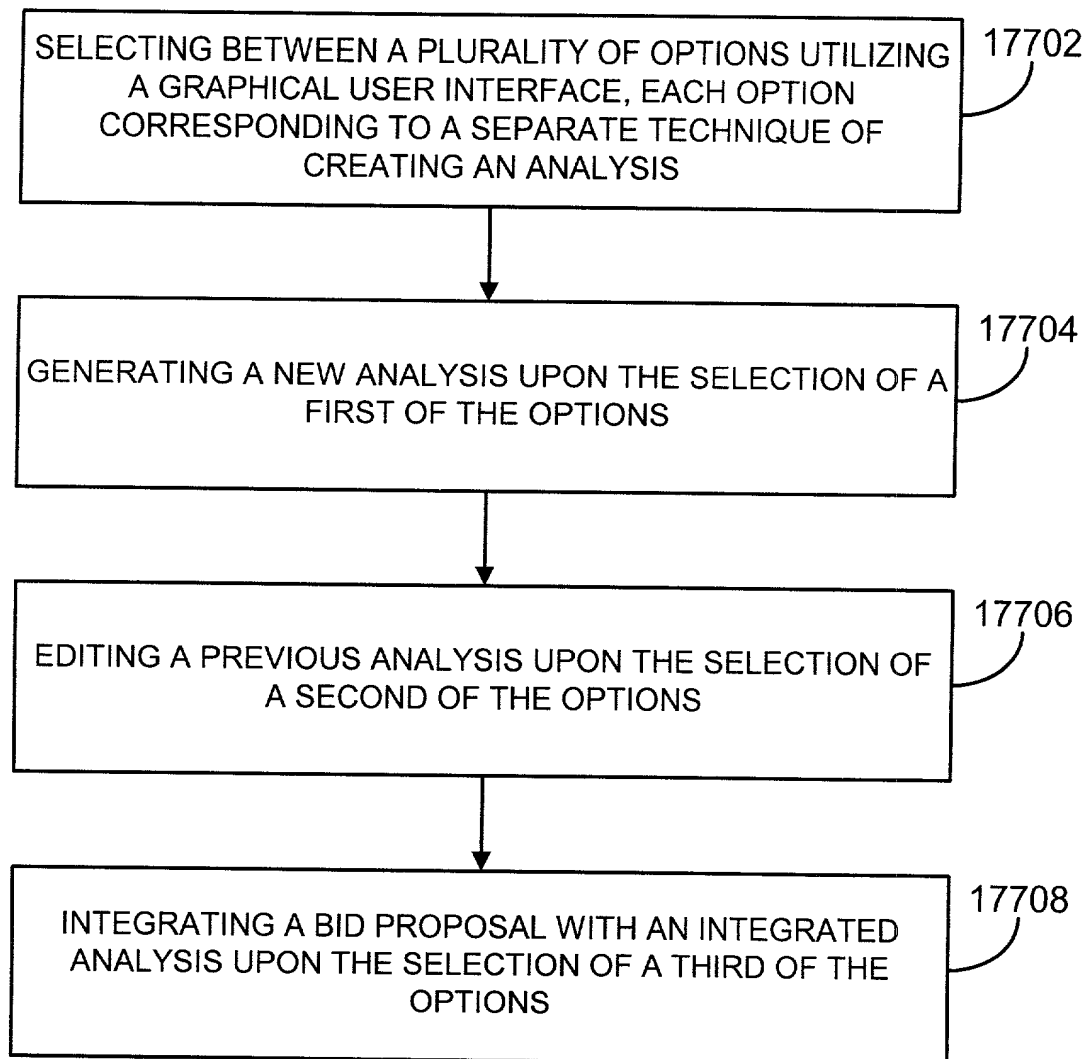 SELECTING BETWEEN A PLURALITY OF OPTIONS UTILIZING
A GRAPHICAL USER INTERFACE, EACH OPTION
CORRESPONDING TO A SEPARATE TECHNIQUE OF
CREATING AN ANALYSIS
17702
GENERATING A NEW ANALYSIS UPON THE SELECTION OF A
FIRST OF THE OPTIONS
17704
EDITING A PREVIOUS ANALYSIS UPON THE SELECTION OF
A SECOND OF THE OPTIONS
17706
INTEGRATING A BID PROPOSAL WITH AN INTEGRATED
ANALYSIS UPON THE SELECTION OF A THIRD OF THE
OPTIONS
17708